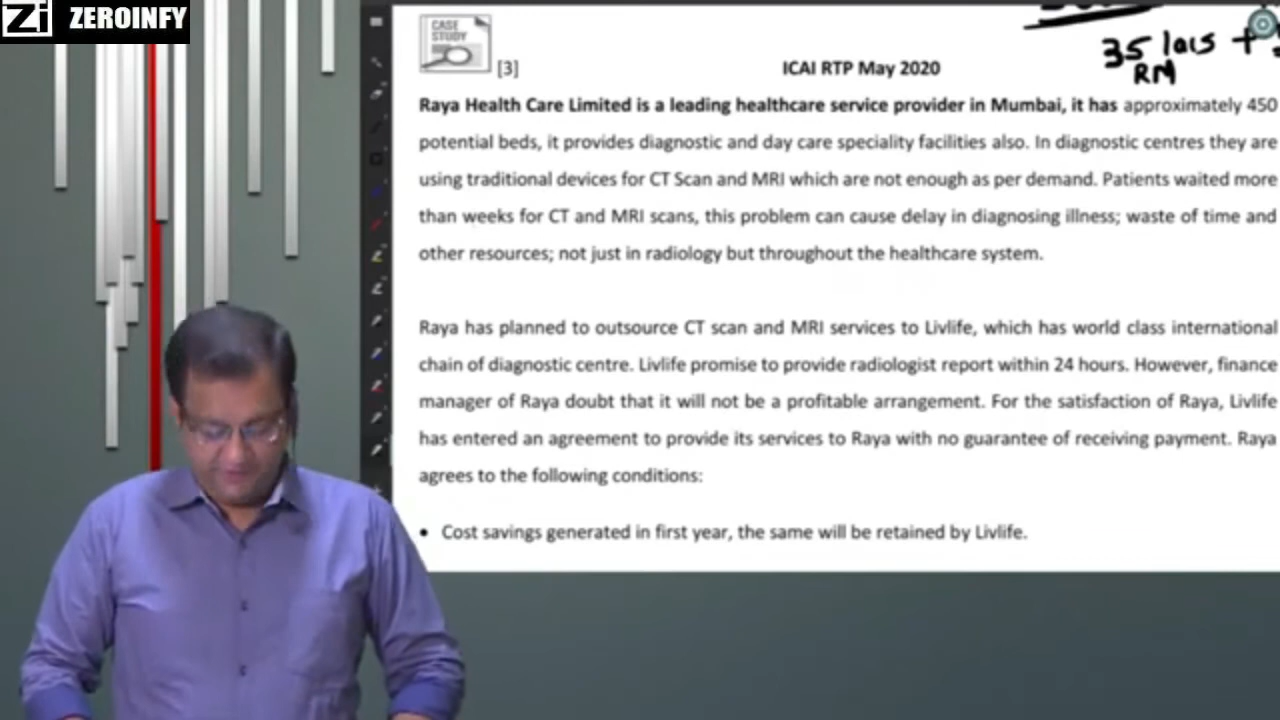 Zi ZEROINFY
35 lacs +
RM
CASE
STUDY
[3]
ICAI RTP May 2020
Raya Health Care Limited is a leading healthcare service provider in Mumbai, it has approximately 450
potential beds, it provides diagnostic and day care speciality facilities also. In diagnostic centres they are
using traditional devices for CT Scan and MRI which are not enough as per demand. Patients waited more
than weeks for CT and MRI scans, this problem can cause delay in diagnosing illness; waste of time and
other resources; not just in radiology but throughout the healthcare system.
Raya has planned to outsource CT scan and MRI services to Livlife, which has world class international
chain of diagnostic centre. Livlife promise to provide radiologist report within 24 hours. However, finance
manager of Raya doubt that it will not be a profitable arrangement. For the satisfaction of Raya, Livlife
has entered an agreement to provide its services to Raya with no guarantee of receiving payment. Raya
agrees to the following conditions:
• Cost savings generated in first year, the same will be retained by Livlife.